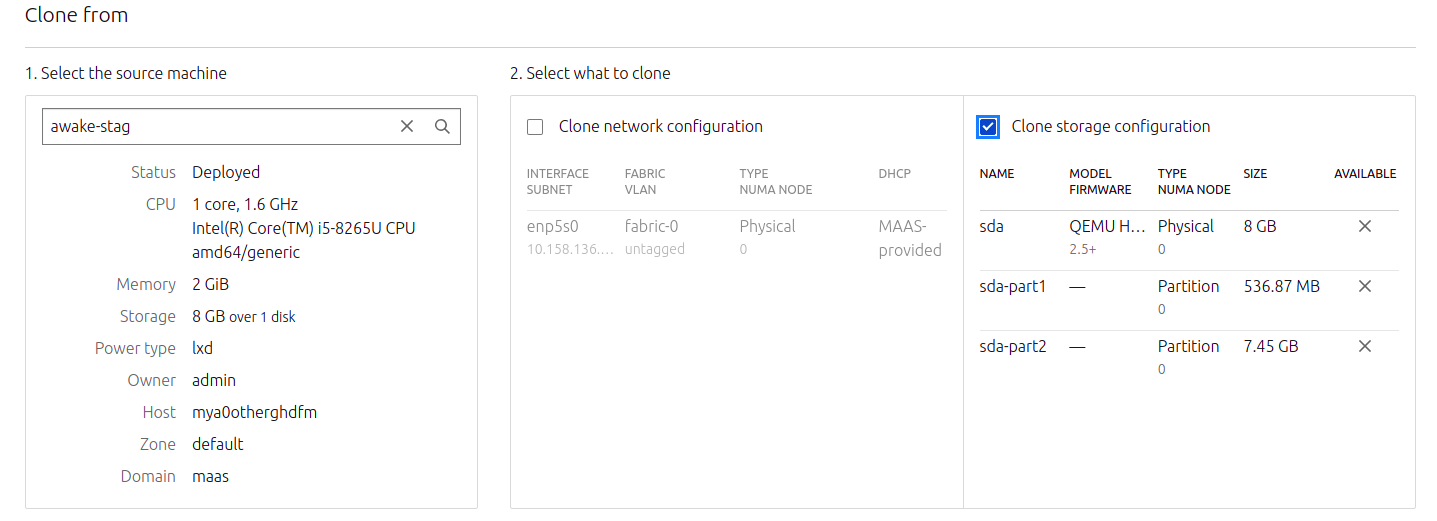 Clone from
1. Select the source machine
awake-stag
Status Deployed
CPU 1 core, 1.6 GHz
Intel(R) Core(TM) i5-8265U CPU
amd64/generic
Memory 2 GiB
Storage 8 GB over 1 disk
Power type lxd
Owner admin
Host mya0otherghdfm
Zone default
Domain maas
2. Select what to clone
Clone network configuration
INTERFACE FABRIC TYPE DHCP
SUBNET VLAN NUMA NODE
enp5s0 fabric-0 Physical MAAS-
10.158.136.… untagged 0 provided
Clone storage configuration
NAME MODEL TYPE SIZE AVAILABLE
FIRMWARE NUMA NODE
sda QEMU H… Physical 8 GB
2.5+ 0
sda-part1 — Partition 536.87 MB
0
sda-part2 — Partition 7.45 GB
0